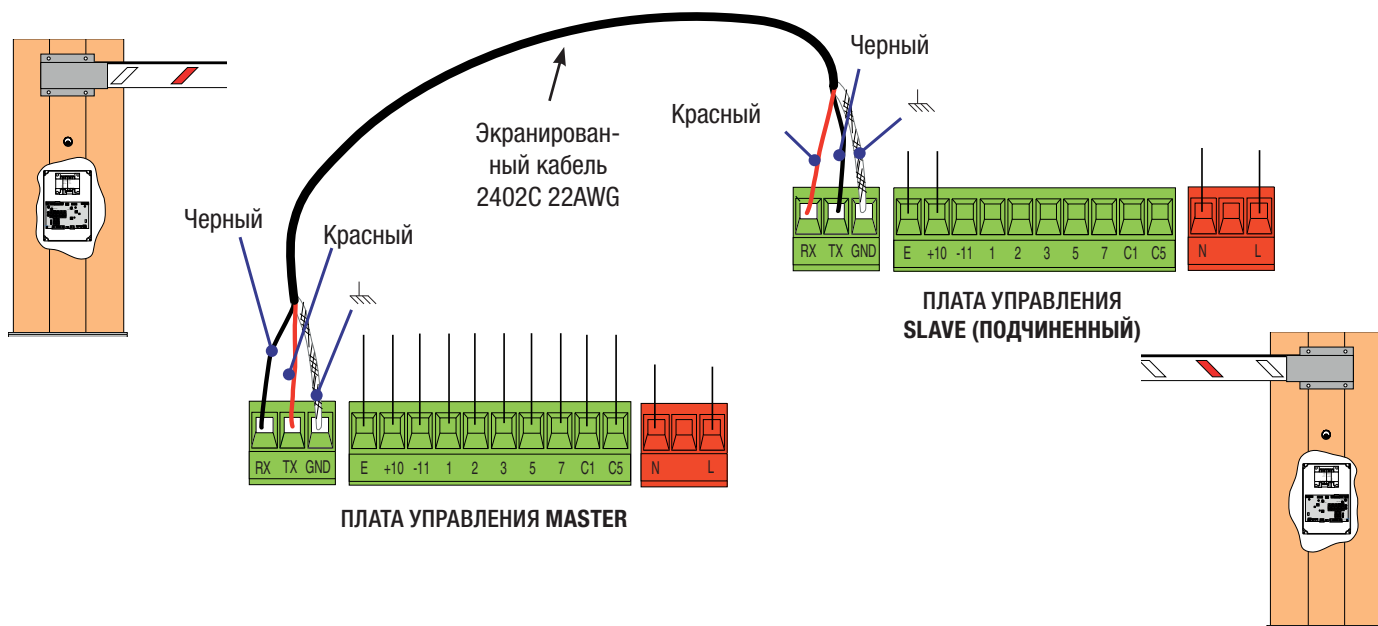 Черный
Красный
Экранирован-
ный кабель
2402C 22AWG
Черный
Красный
RX TX GND
E +10 -11 1 2 3 5 7 C1 C5
N L
ПЛАТА УПРАВЛЕНИЯ
SLAVE (ПОДЧИНЕННЫЙ)
RX TX GND
E +10 -11 1 2 3 5 7 C1 C5
N L
ПЛАТА УПРАВЛЕНИЯ MASTER